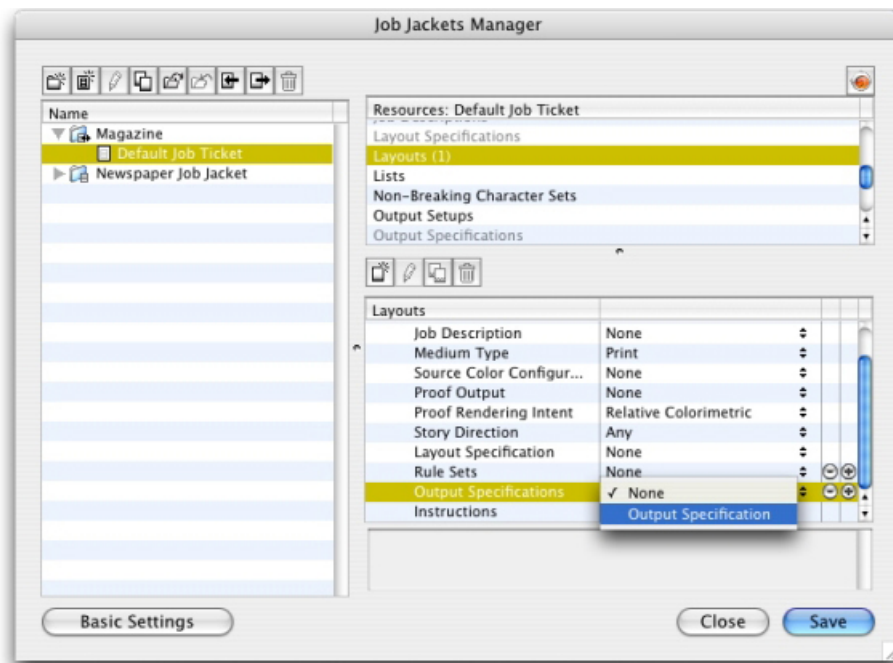 Job Jackets Manager
Name
Magazine
Default Job Ticket
Newspaper Job Jacket
Resources: Default Job Ticket
Job Descriptions
Layout Specifications
Layouts (1)
Lists
Non-Breaking Character Sets
Output Setups
Output Specifications
Layouts
Job Description None
Medium Type Print
Source Color Configur... None
Proof Output None
Proof Rendering Intent Relative Colorimetric
Story Direction Any
Layout Specification None
Rule Sets None
Output Specifications ✓ None
Output Specification
Instructions
Basic Settings
Close
Save